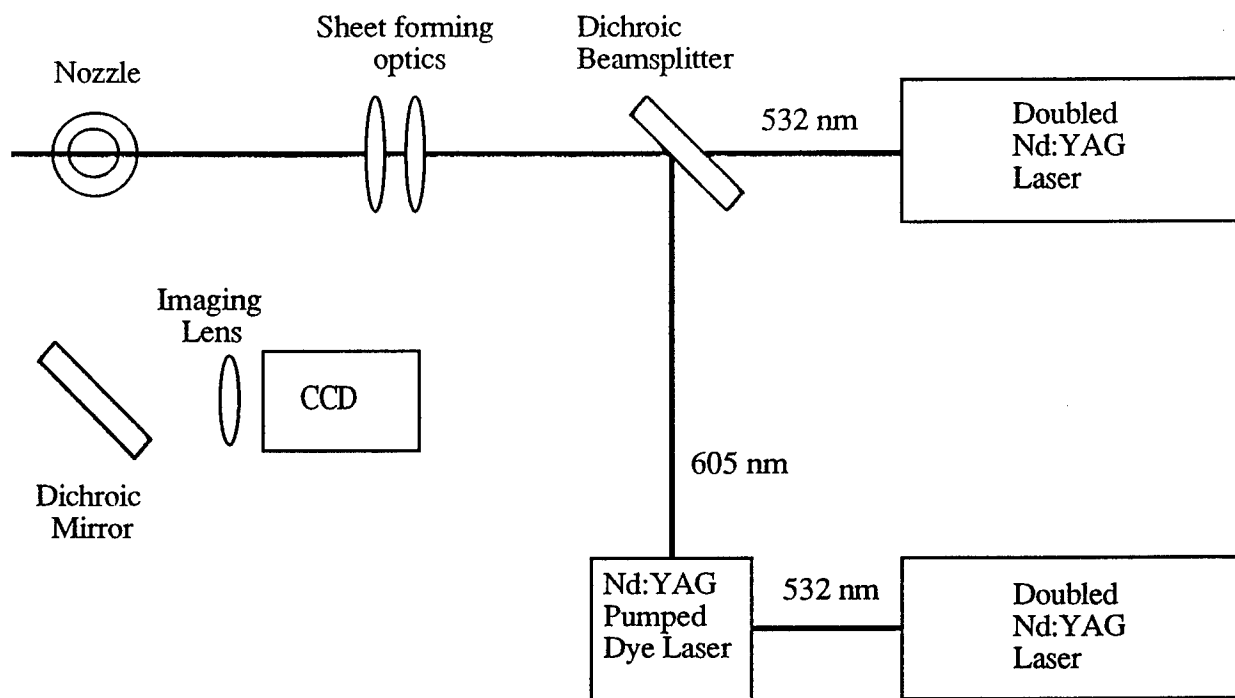 Sheet forming
optics
Dichroic
Beamsplitter
Nozzle
532 nm
Doubled
Nd:YAG
Laser
Imaging
Lens
CCD
Dichroic
Mirror
605 nm
Nd:YAG
Pumped
Dye Laser
532 nm
Doubled
Nd:YAG
Laser